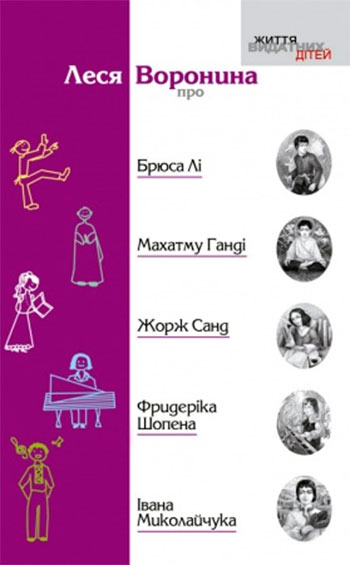 ЖИТТЯ
ВИДАТНИХ
ДІТЕЙ
Леся Воронина
про
Брюса Лі
Махатму Ганді
Жорж Санд
Фридеріка
Шопена
Івана
Миколайчука